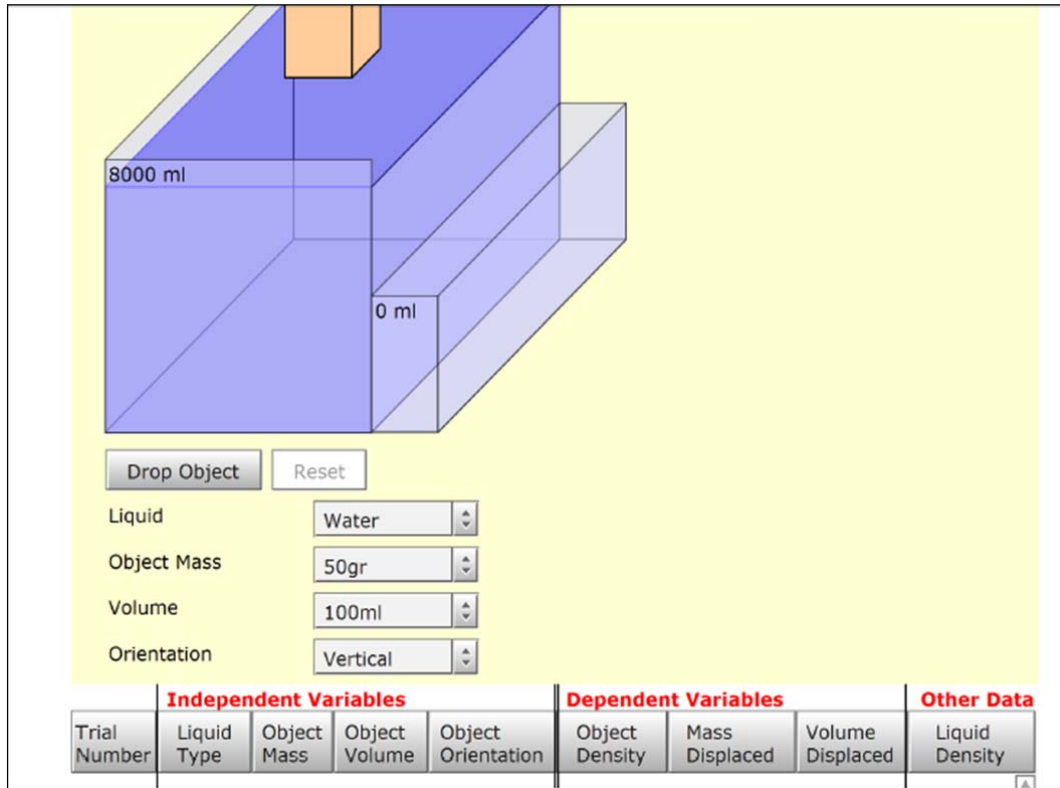 8000 ml
0 ml
Drop Object Reset
Liquid Water
Object Mass 50gr
Volume 100ml
Orientation Vertical
Independent Variables Dependent Variables Other Data
Trial Liquid Object Object Object Object Mass Volume Liquid
Number Type Mass Volume Orientation Density Displaced Displaced Density